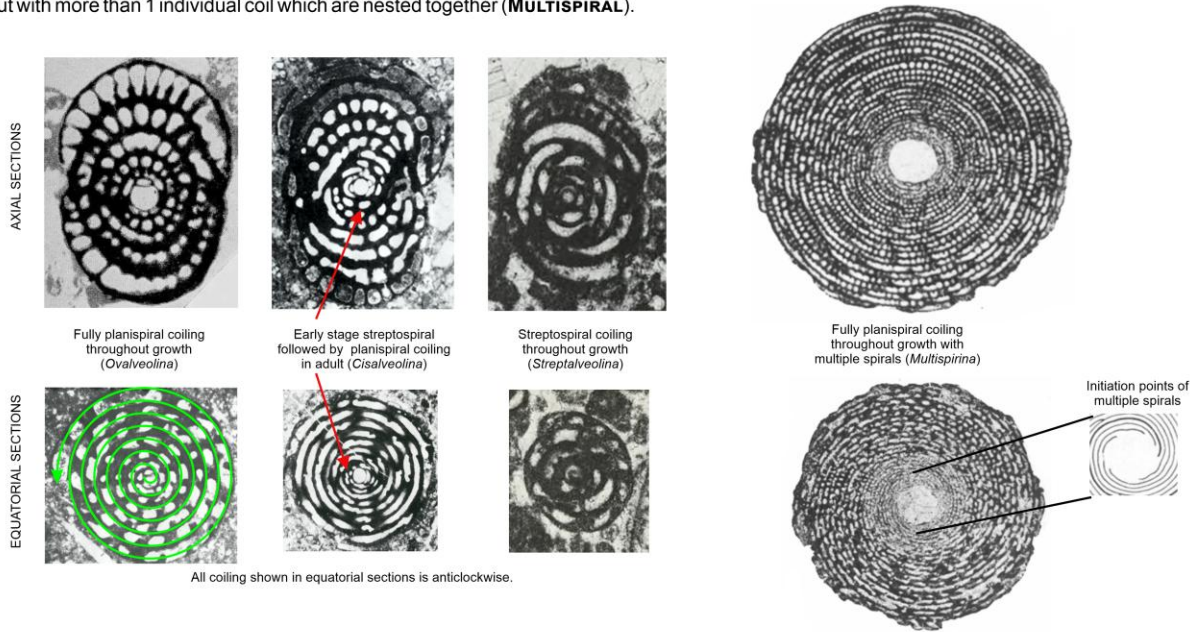 ut with more than 1 individual coil which are nested together (MULTISPIRAL).
AXIAL SECTIONS
Fully planispiral coiling
throughout growth
(Ovalveolina)
Early stage streptospiral
followed by planispiral coiling
in adult (Cisalveolina)
Streptospiral coiling
throughout growth
(Streptalveolina)
Fully planispiral coiling
throughout growth with
multiple spirals (Multispirina)
EQUATORIAL SECTIONS
Initiation points of
multiple spirals
All coiling shown in equatorial sections is anticlockwise.